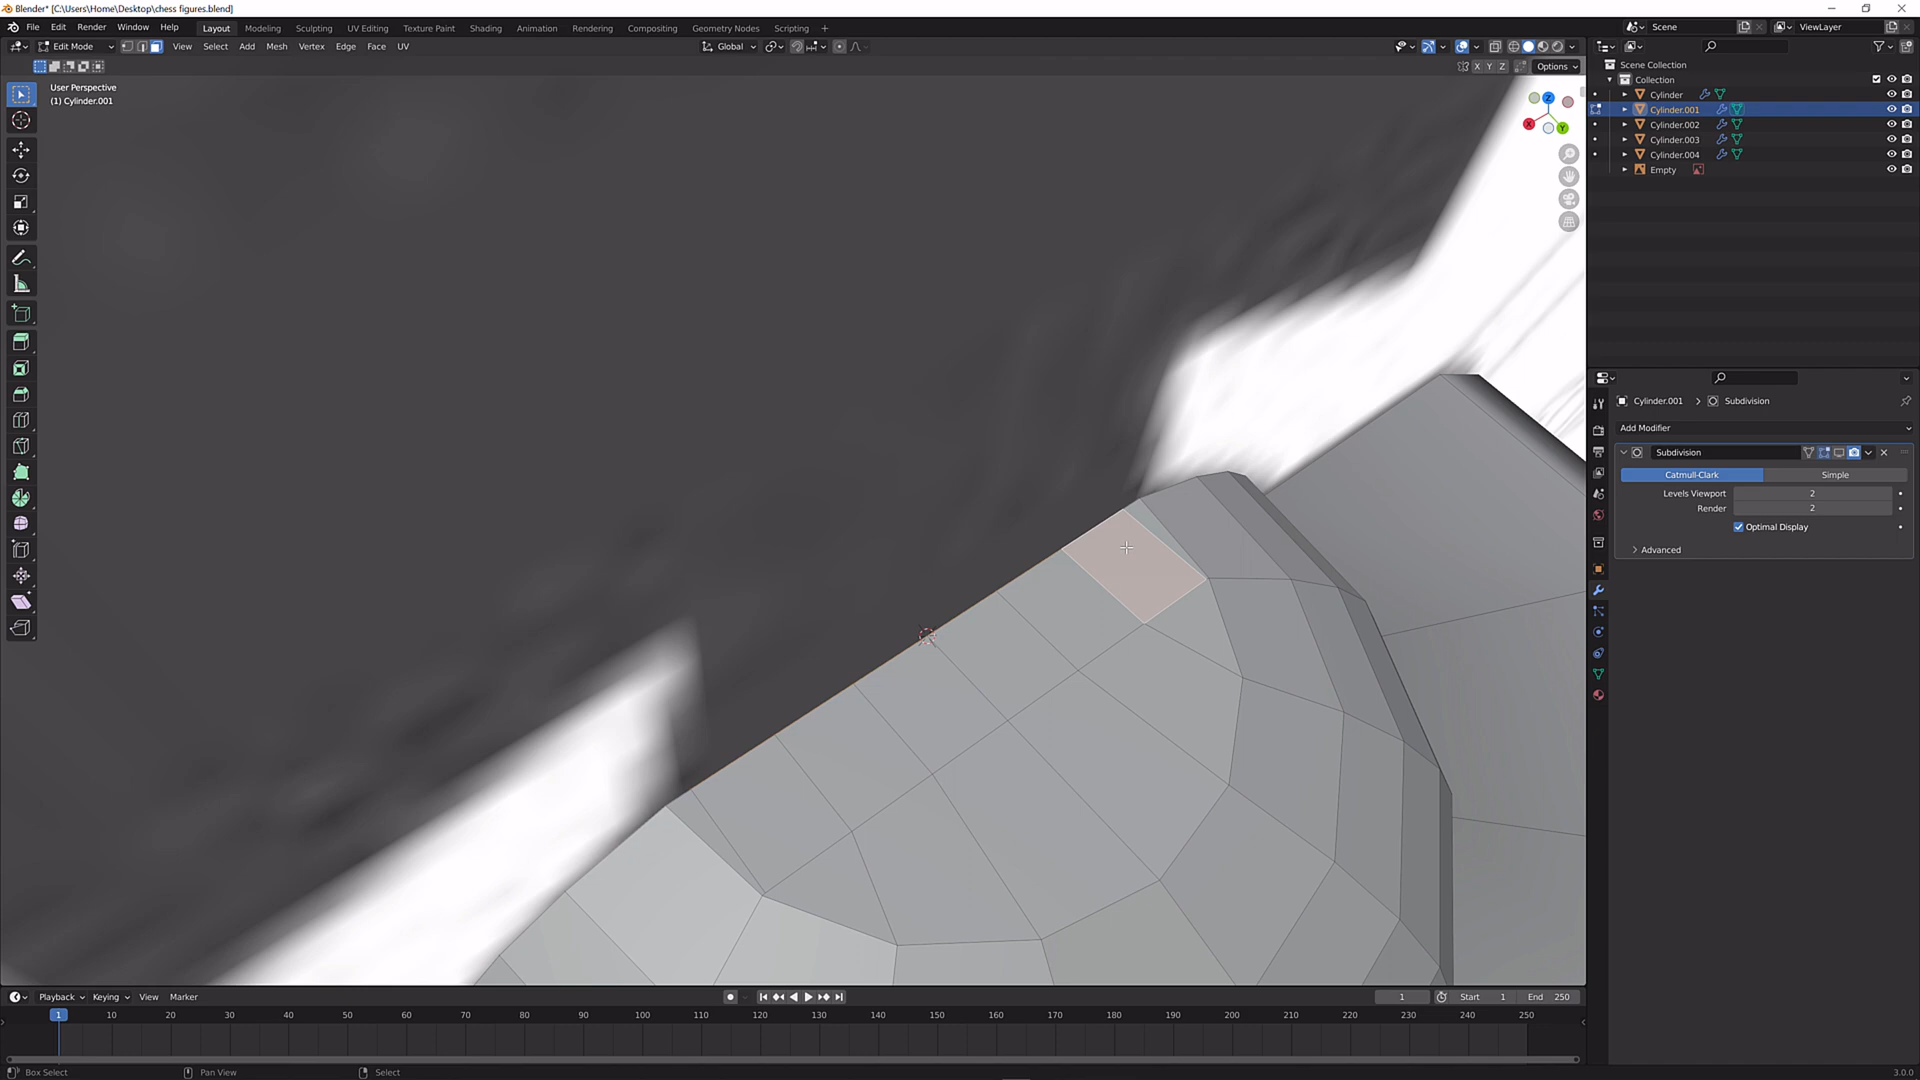 Blender* [C:\Users\Home\Desktop\chess figures.blend]
File Edit Render Window Help Layout Modeling Sculpting UV Editing Texture Paint Shading Animation Rendering Compositing Geometry Nodes Scripting + Scene ViewLayer
Edit Mode View Select Add Mesh Vertex Edge Face UV Global
X Y Z Options
User Perspective
(1) Cylinder.001
Z
X
Y
Scene Collection
Collection
Cylinder
Cylinder.001
Cylinder.002
Cylinder.003
Cylinder.004
Empty
Cylinder.001 > Subdivision
Add Modifier
Subdivision
Catmull-Clark Simple
Levels Viewport 2
Render 2
Optimal Display
Advanced
Playback Keying View Marker 1 Start 1 End 250
1 10 20 30 40 50 60 70 80 90 100 110 120 130 140 150 160 170 180 190 200 210 220 230 240 250
Box Select Pan View Select 3.0.0